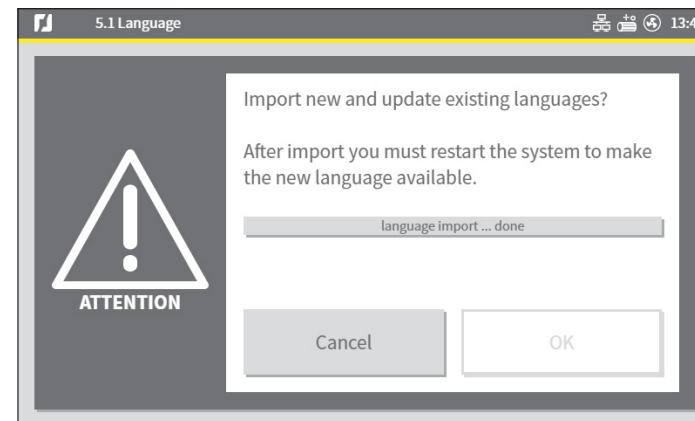 5.1 Language
Import new and update existing languages?
After import you must restart the system to make
the new language available.
language import ... done
ATTENTION
Cancel
OK